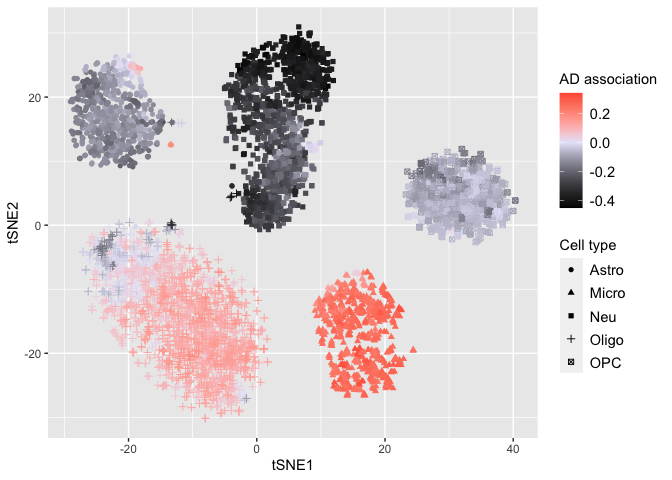 20
0
-20
tSNE2
-20
0
20
40
tSNE1
AD association
0.2
0.0
-0.2
-0.4
Cell type
Astro
Micro
Neu
Oligo
OPC